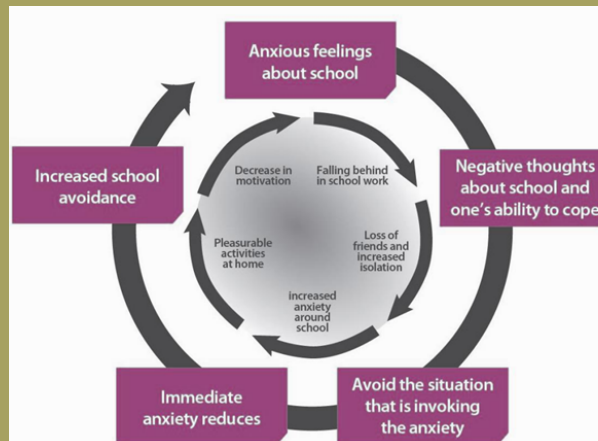 Anxious feelings
about school
Negative thoughts
about school and
one's ability to cope
Avoid the situation
that is invoking
the anxiety
Immediate
anxiety reduces
Increased school
avoidance
Falling behind
in school work
Loss of
friends and
increased
isolation
increased
anxiety
around
school
Pleasurable
activities
at home
Decrease in
motivation